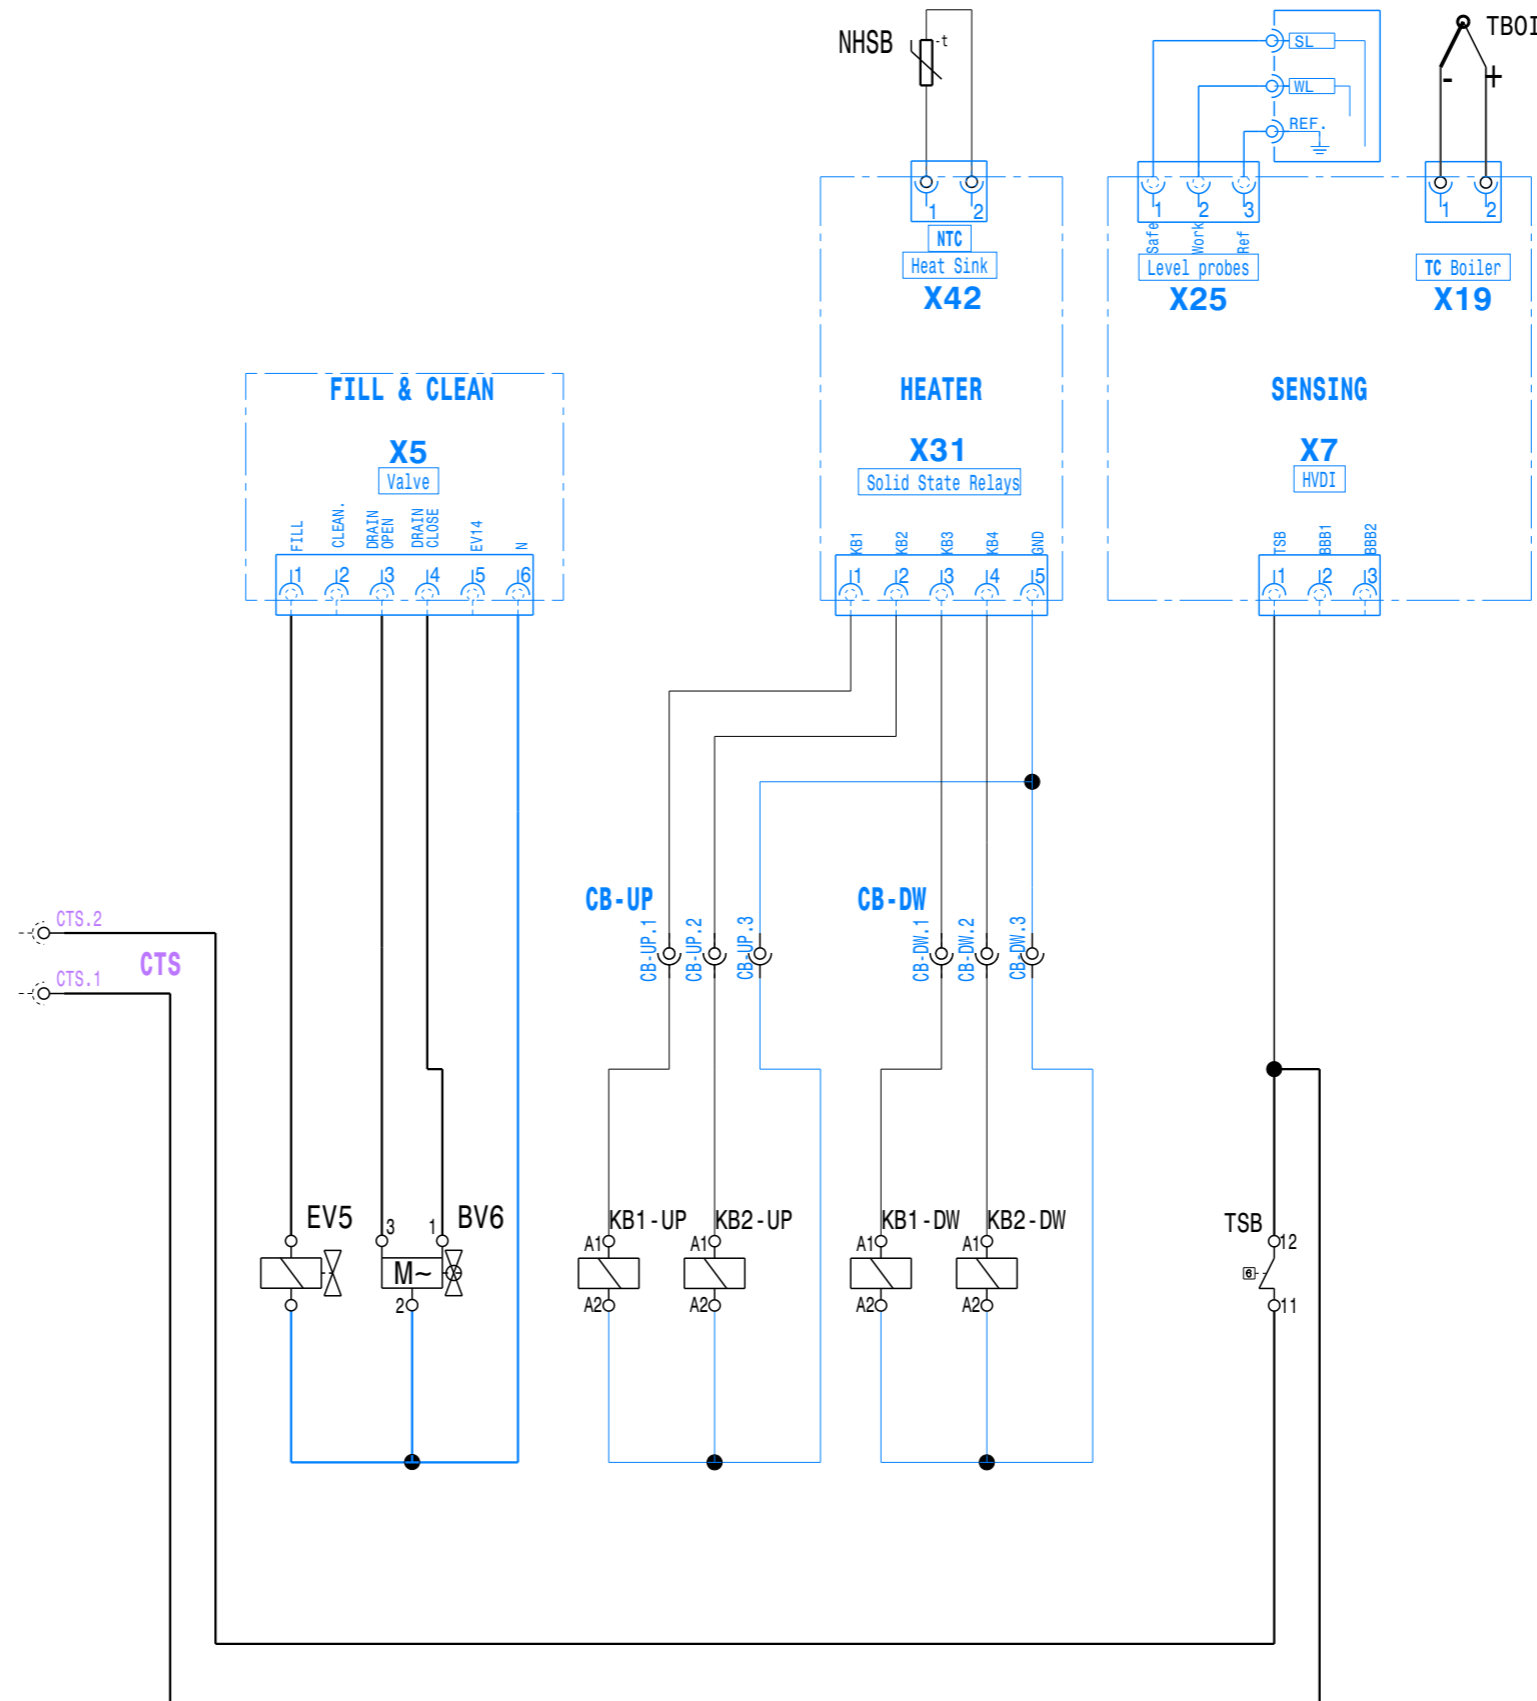 NHSB
-t
SL
WL
REF.
TBOI
-
+
1 2
1 2 3
1 2
NTC
Safe
Work
Ref
Heat Sink
Level probes
TC Boiler
X42
X25
X19
FILL & CLEAN
HEATER
SENSING
X5
X31
X7
Valve
Solid State Relays
HVDI
FILL
CLEAN.
DRAIN OPEN
DRAIN CLOSE
EV14
N
KB1
KB2
KB3
KB4
GND
TSB
BBB1
BBB2
1 2 3 4 5 6
1 2 3 4 5
1 2 3
CB-UP
CB-DW
CB-UP.1
CB-UP.2
CB-UP.3
CB-DW.1
CB-DW.2
CB-DW.3
CTS.2
CTS
CTS.1
EV5
3
1
BV6
M~
2
KB1-UP
KB2-UP
KB1-DW
KB2-DW
TSB
A1
A1
A1
A1
12
6
A2
A2
A2
A2
11